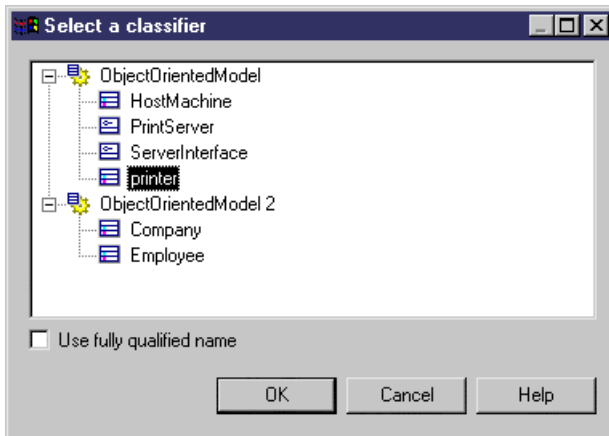 Select a classifier
ObjectOrientedModel
HostMachine
PrintServer
ServerInterface
printer
ObjectOrientedModel 2
Company
Employee
Use fully qualified name
OK Cancel Help